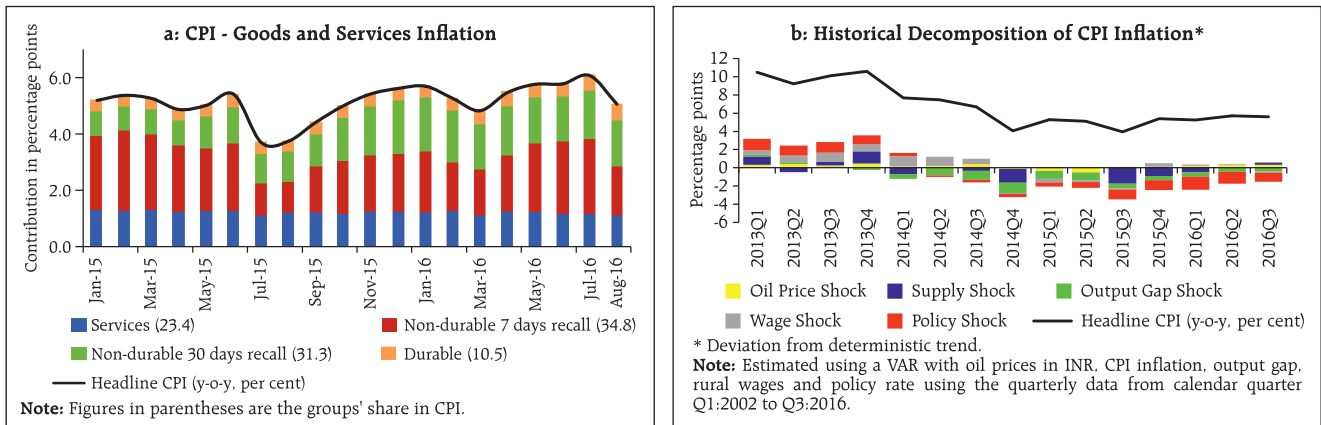 a: CPI - Goods and Services Inflation
Contribution in percentage points
6.0
4.0
2.0
0.0
Jan-15
Mar-15
May-15
Jul-15
Sep-15
Nov-15
Jan-16
Mar-16
May-16
Jul-16
Aug-16
Services (23.4)
Non-durable 7 days recall (34.8)
Non-durable 30 days recall (31.3)
Durable (10.5)
Headline CPI (y-o-y, per cent)
Note: Figures in parentheses are the groups' share in CPI.
b: Historical Decomposition of CPI Inflation*
Percentage points
12
10
8
6
4
2
0
-2
-4
-6
2013Q1
2013Q2
2013Q3
2013Q4
2014Q1
2014Q2
2014Q3
2014Q4
2015Q1
2015Q2
2015Q3
2015Q4
2016Q1
2016Q2
2016Q3
Oil Price Shock
Supply Shock
Output Gap Shock
Wage Shock
Policy Shock
Headline CPI (y-o-y, per cent)
* Deviation from deterministic trend.
Note: Estimated using a VAR with oil prices in INR, CPI inflation, output gap,
rural wages and policy rate using the quarterly data from calendar quarter
Q1:2002 to Q3:2016.